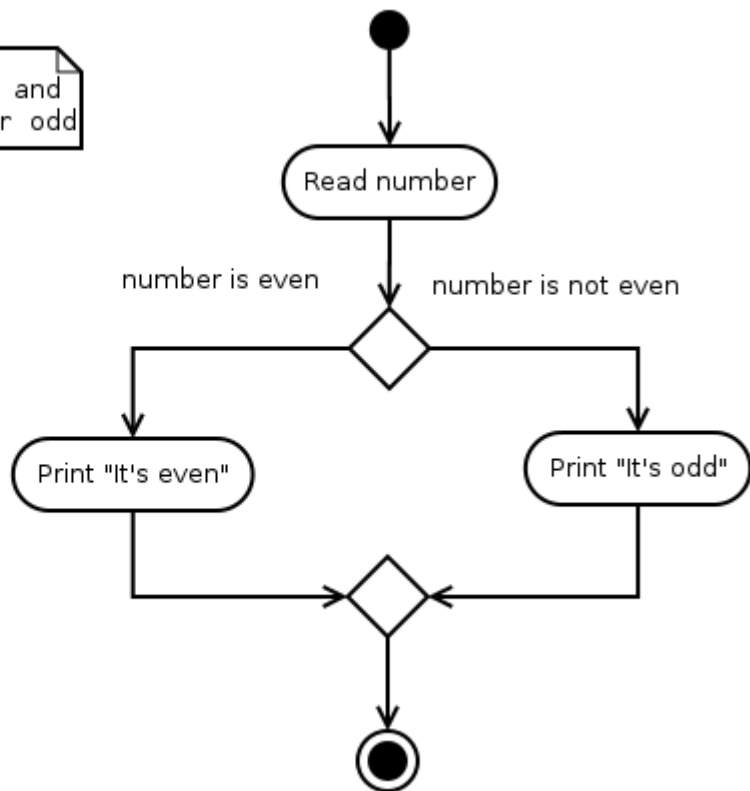 and
r odd
Read number
number is even
number is not even
Print "It's even"
Print "It's odd"